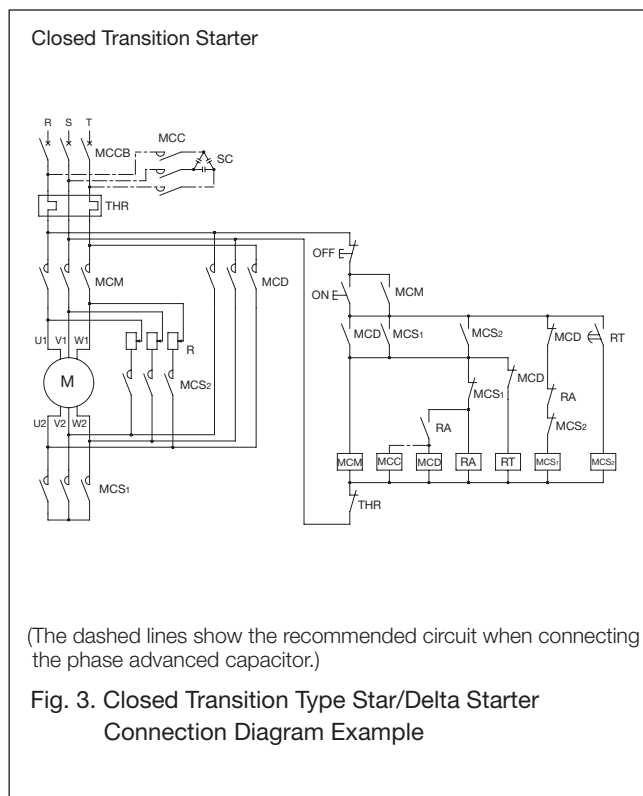 Closed Transition Starter
R S T
MCC
MCCB
SC
THR
OFF
MCM
MCD
ON
MCM
U1 V1 W1
R
MCD
MCS1
MCS2
MCD
RT
M
MCS2
MCS1
MCD
RA
U2 V2 W2
RA
MCS2
MCM
MCC
MCD
RA
RT
MCS1
MCS2
MCS1
THR
(The dashed lines show the recommended circuit when connecting
the phase advanced capacitor.)
Fig. 3. Closed Transition Type Star/Delta Starter
Connection Diagram Example